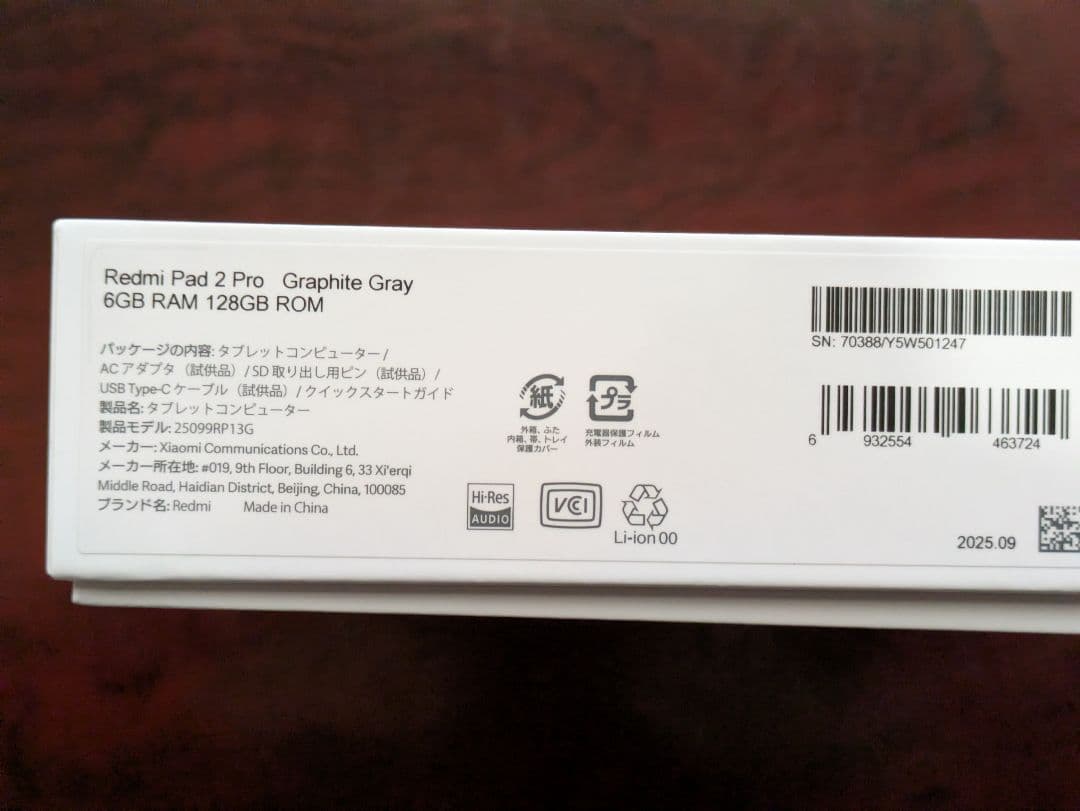 Redmi Pad 2 Pro Graphite Gray
6GB RAM 128GB ROM
パッケージの内容: タブレットコンピューター /
ACアダプタ（試供品）/ SD取り出し用ピン（試供品）/
USB Type-C ケーブル（試供品）/ クイックスタートガイド
製品名: タブレットコンピューター
製品モデル: 25099RP13G
メーカー: Xiaomi Communications Co., Ltd.
メーカー所在地: #019, 9th Floor, Building 6, 33 Xi'erqi
Middle Road, Haidian District, Beijing, China, 100085
ブランド名: Redmi Made in China
紙
外箱、ふた
内箱、帯、トレイ
保護カバー
プラ
充電器保護フィルム
外装フィルム
Hi-Res
AUDIO
VCCI
Li-ion 00
SN: 70388/Y5W501247
6 932554 463724
2025.09